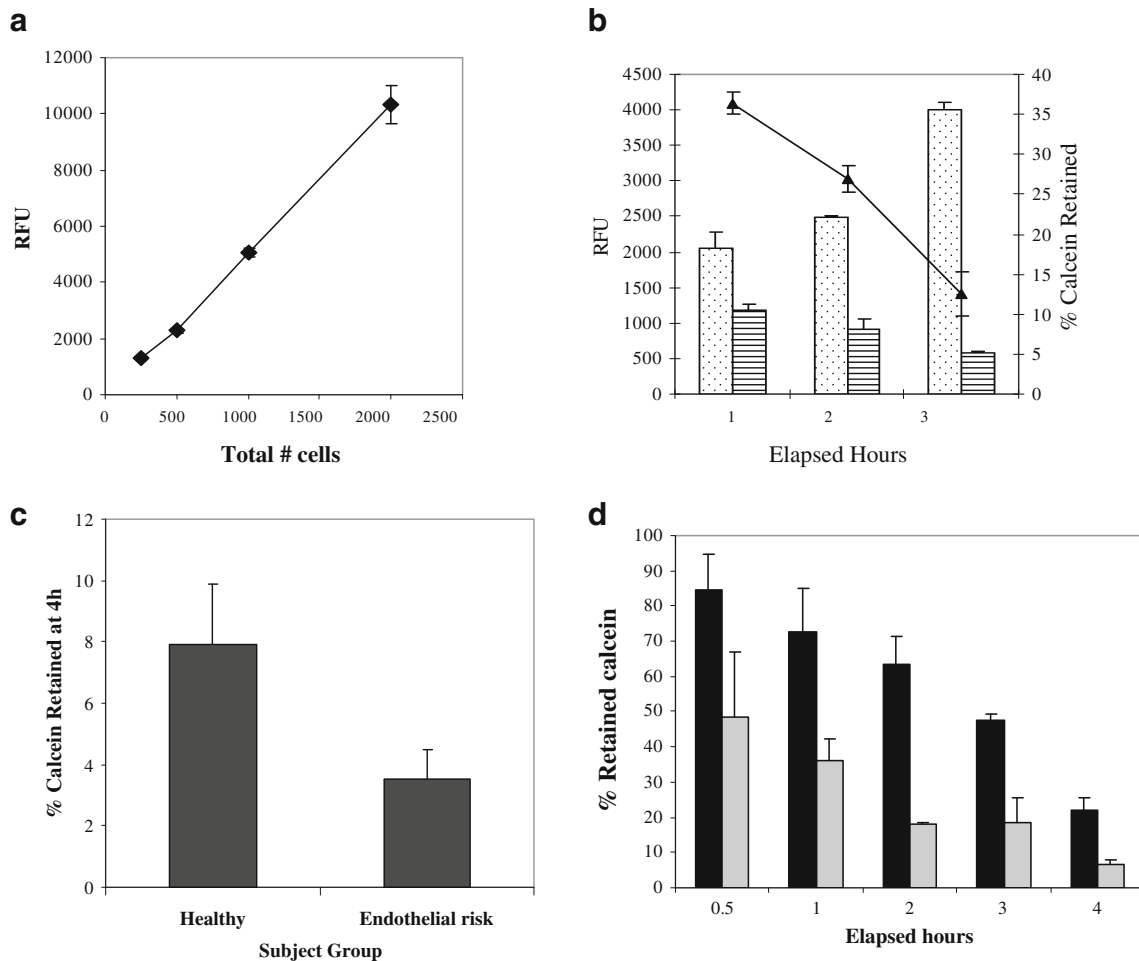 a
12000
10000
8000
6000
4000
2000
0
RFU
0 500 1000 1500 2000 2500
Total # cells
b
4500
4000
3500
3000
2500
2000
1500
1000
500
0
RFU
40
35
30
25
20
15
10
5
0
% Calcein Retained
1 2 3
Elapsed Hours
c
12
10
8
6
4
2
0
% Calcein Retained at 4h
Healthy Endothelial risk
Subject Group
d
100
90
80
70
60
50
40
30
20
10
0
% Retained calcein
0.5 1 2 3 4
Elapsed hours